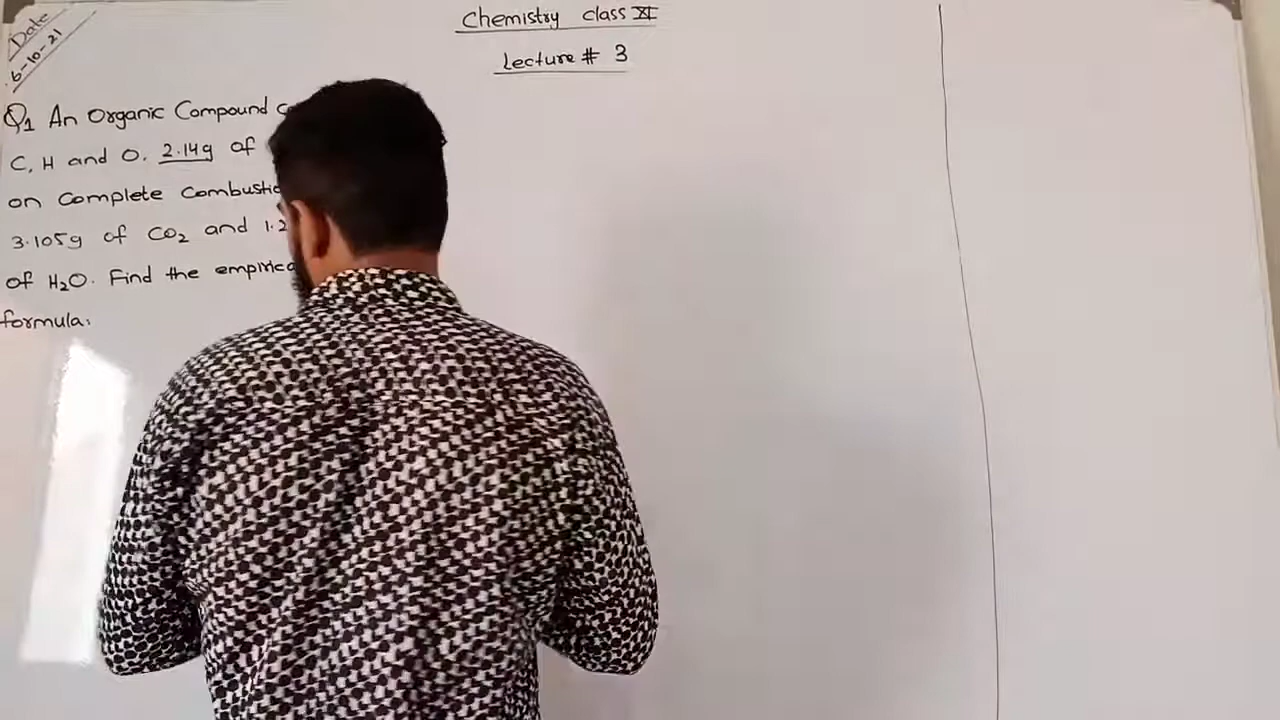 Date
6-10-21
Chemistry class XI
Lecture # 3
Q1 An Organic Compound
C, H and O. 2.14g of
on Complete Combustio
3.105g of CO2 and 1.2
of H2O. Find the empirica
formula.